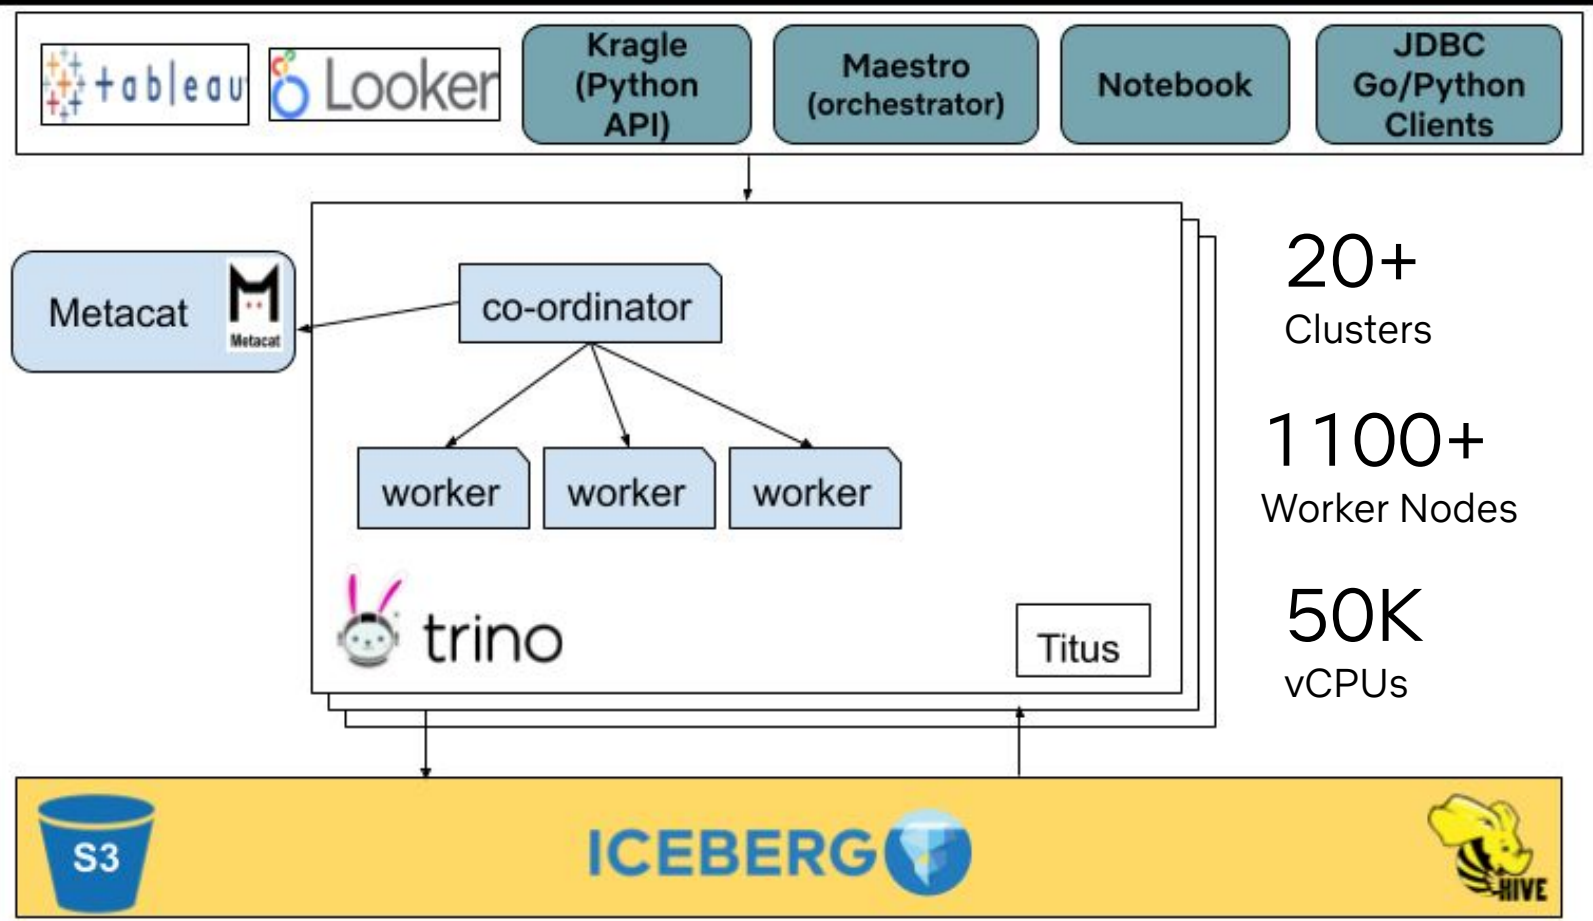 tableau
Looker
Kragle
(Python
API)
Maestro
(orchestrator)
Notebook
JDBC
Go/Python
Clients
Metacat
Metacat
co-ordinator
worker
worker
worker
trino
Titus
20+
Clusters
1100+
Worker Nodes
50K
vCPUs
S3
ICEBERG
HIVE